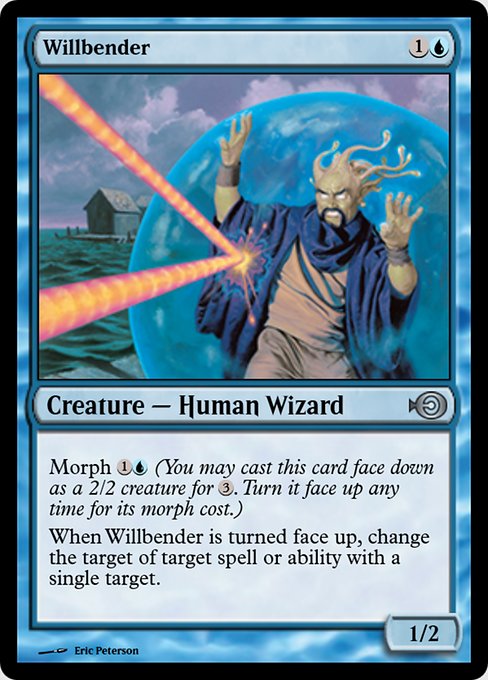 Willbender 1
Creature — Human Wizard
Morph 1 (You may cast this card face down
as a 2/2 creature for 3. Turn it face up any
time for its morph cost.)
When Willbender is turned face up, change
the target of target spell or ability with a
single target.
1/2
Eric Peterson